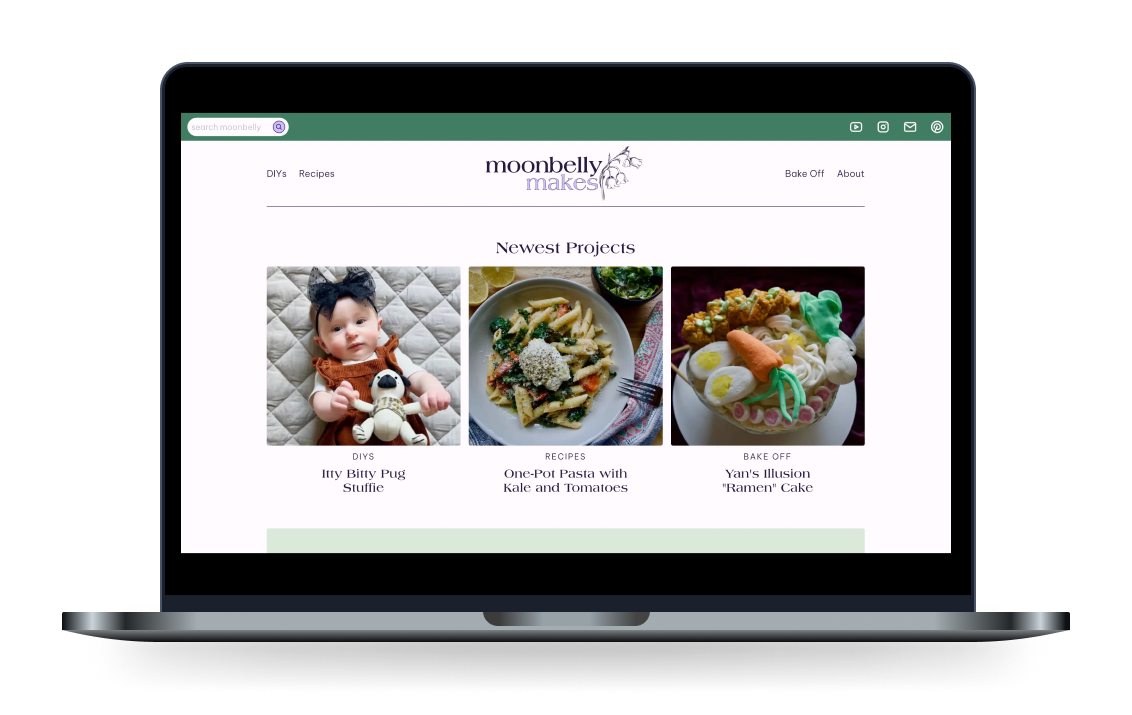 search moonbelly
DIYs Recipes
moonbelly
makes
Bake Off About
Newest Projects
DIYS
Itty Bitty Pug
Stuffie
RECIPES
One-Pot Pasta with
Kale and Tomatoes
BAKE OFF
Yan's Illusion
"Ramen" Cake